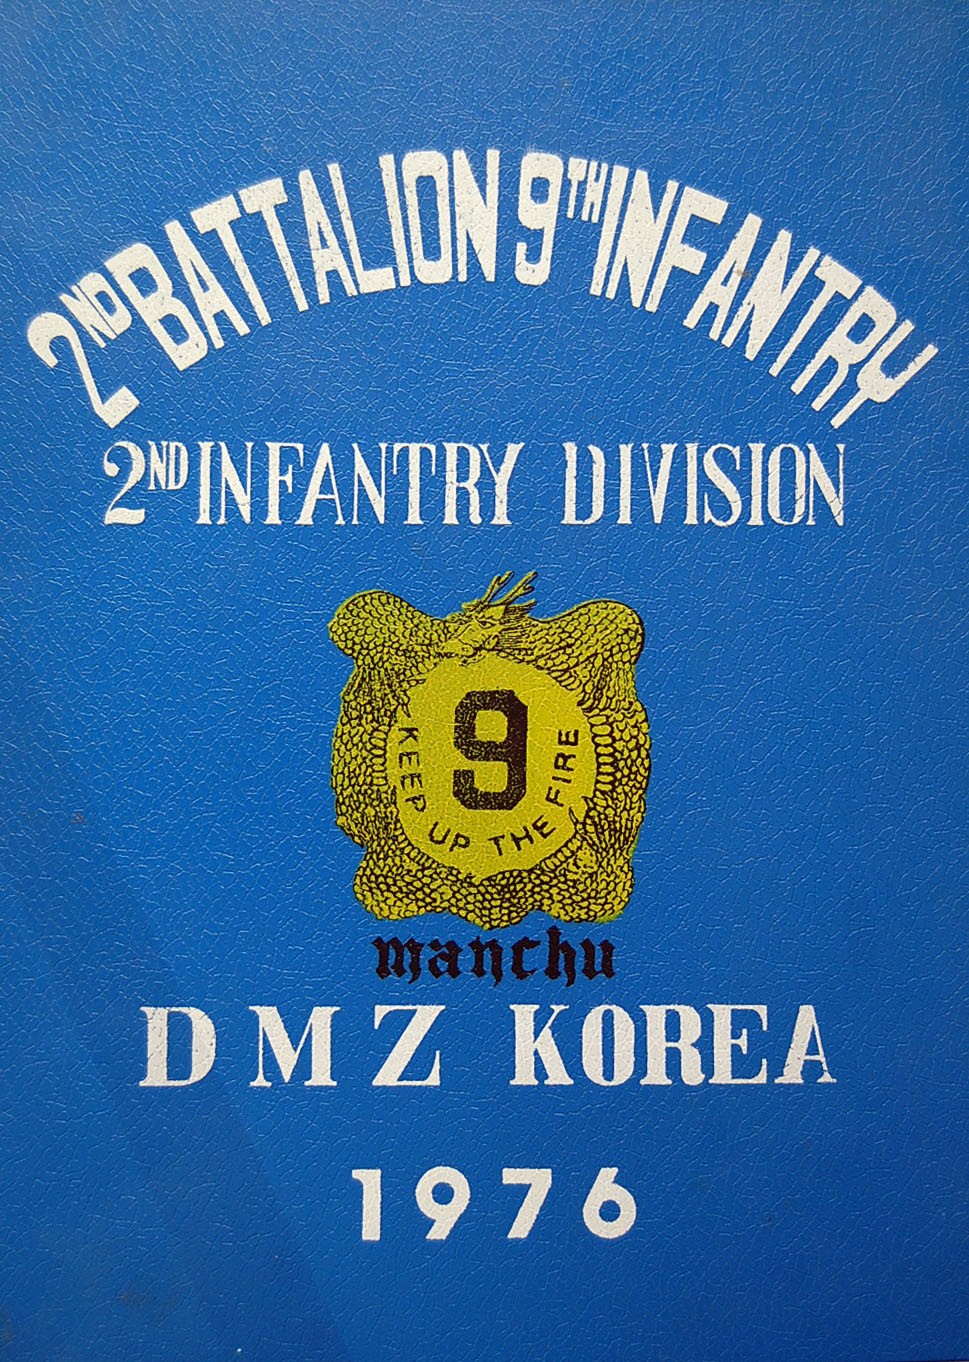 2ND BATTALION 9TH INFANTRY
2ND INFANTRY DIVISION
9
KEEP UP THE FIRE
manchu
DMZ KOREA
1976